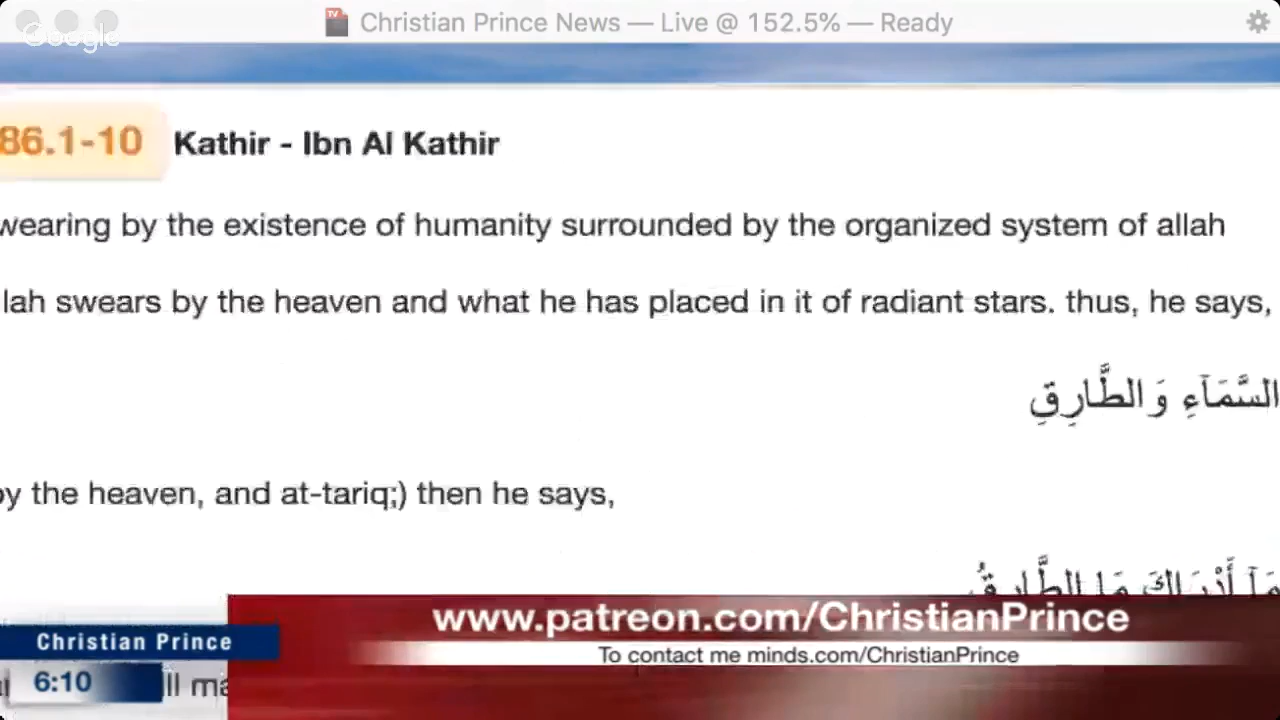 Christian Prince News — Live @ 152.5% — Ready
Google
86.1-10 Kathir - Ibn Al Kathir
wearing by the existence of humanity surrounded by the organized system of allah
lah swears by the heaven and what he has placed in it of radiant stars. thus, he says,
السَّمَآءِ وَالطَّارِقِ
by the heaven, and at-tariq;) then he says,
مَآ أَدْرَاكَ مَا الطَّارِقُ
www.patreon.com/ChristianPrince
To contact me minds.com/ChristianPrince
Christian Prince
6:10